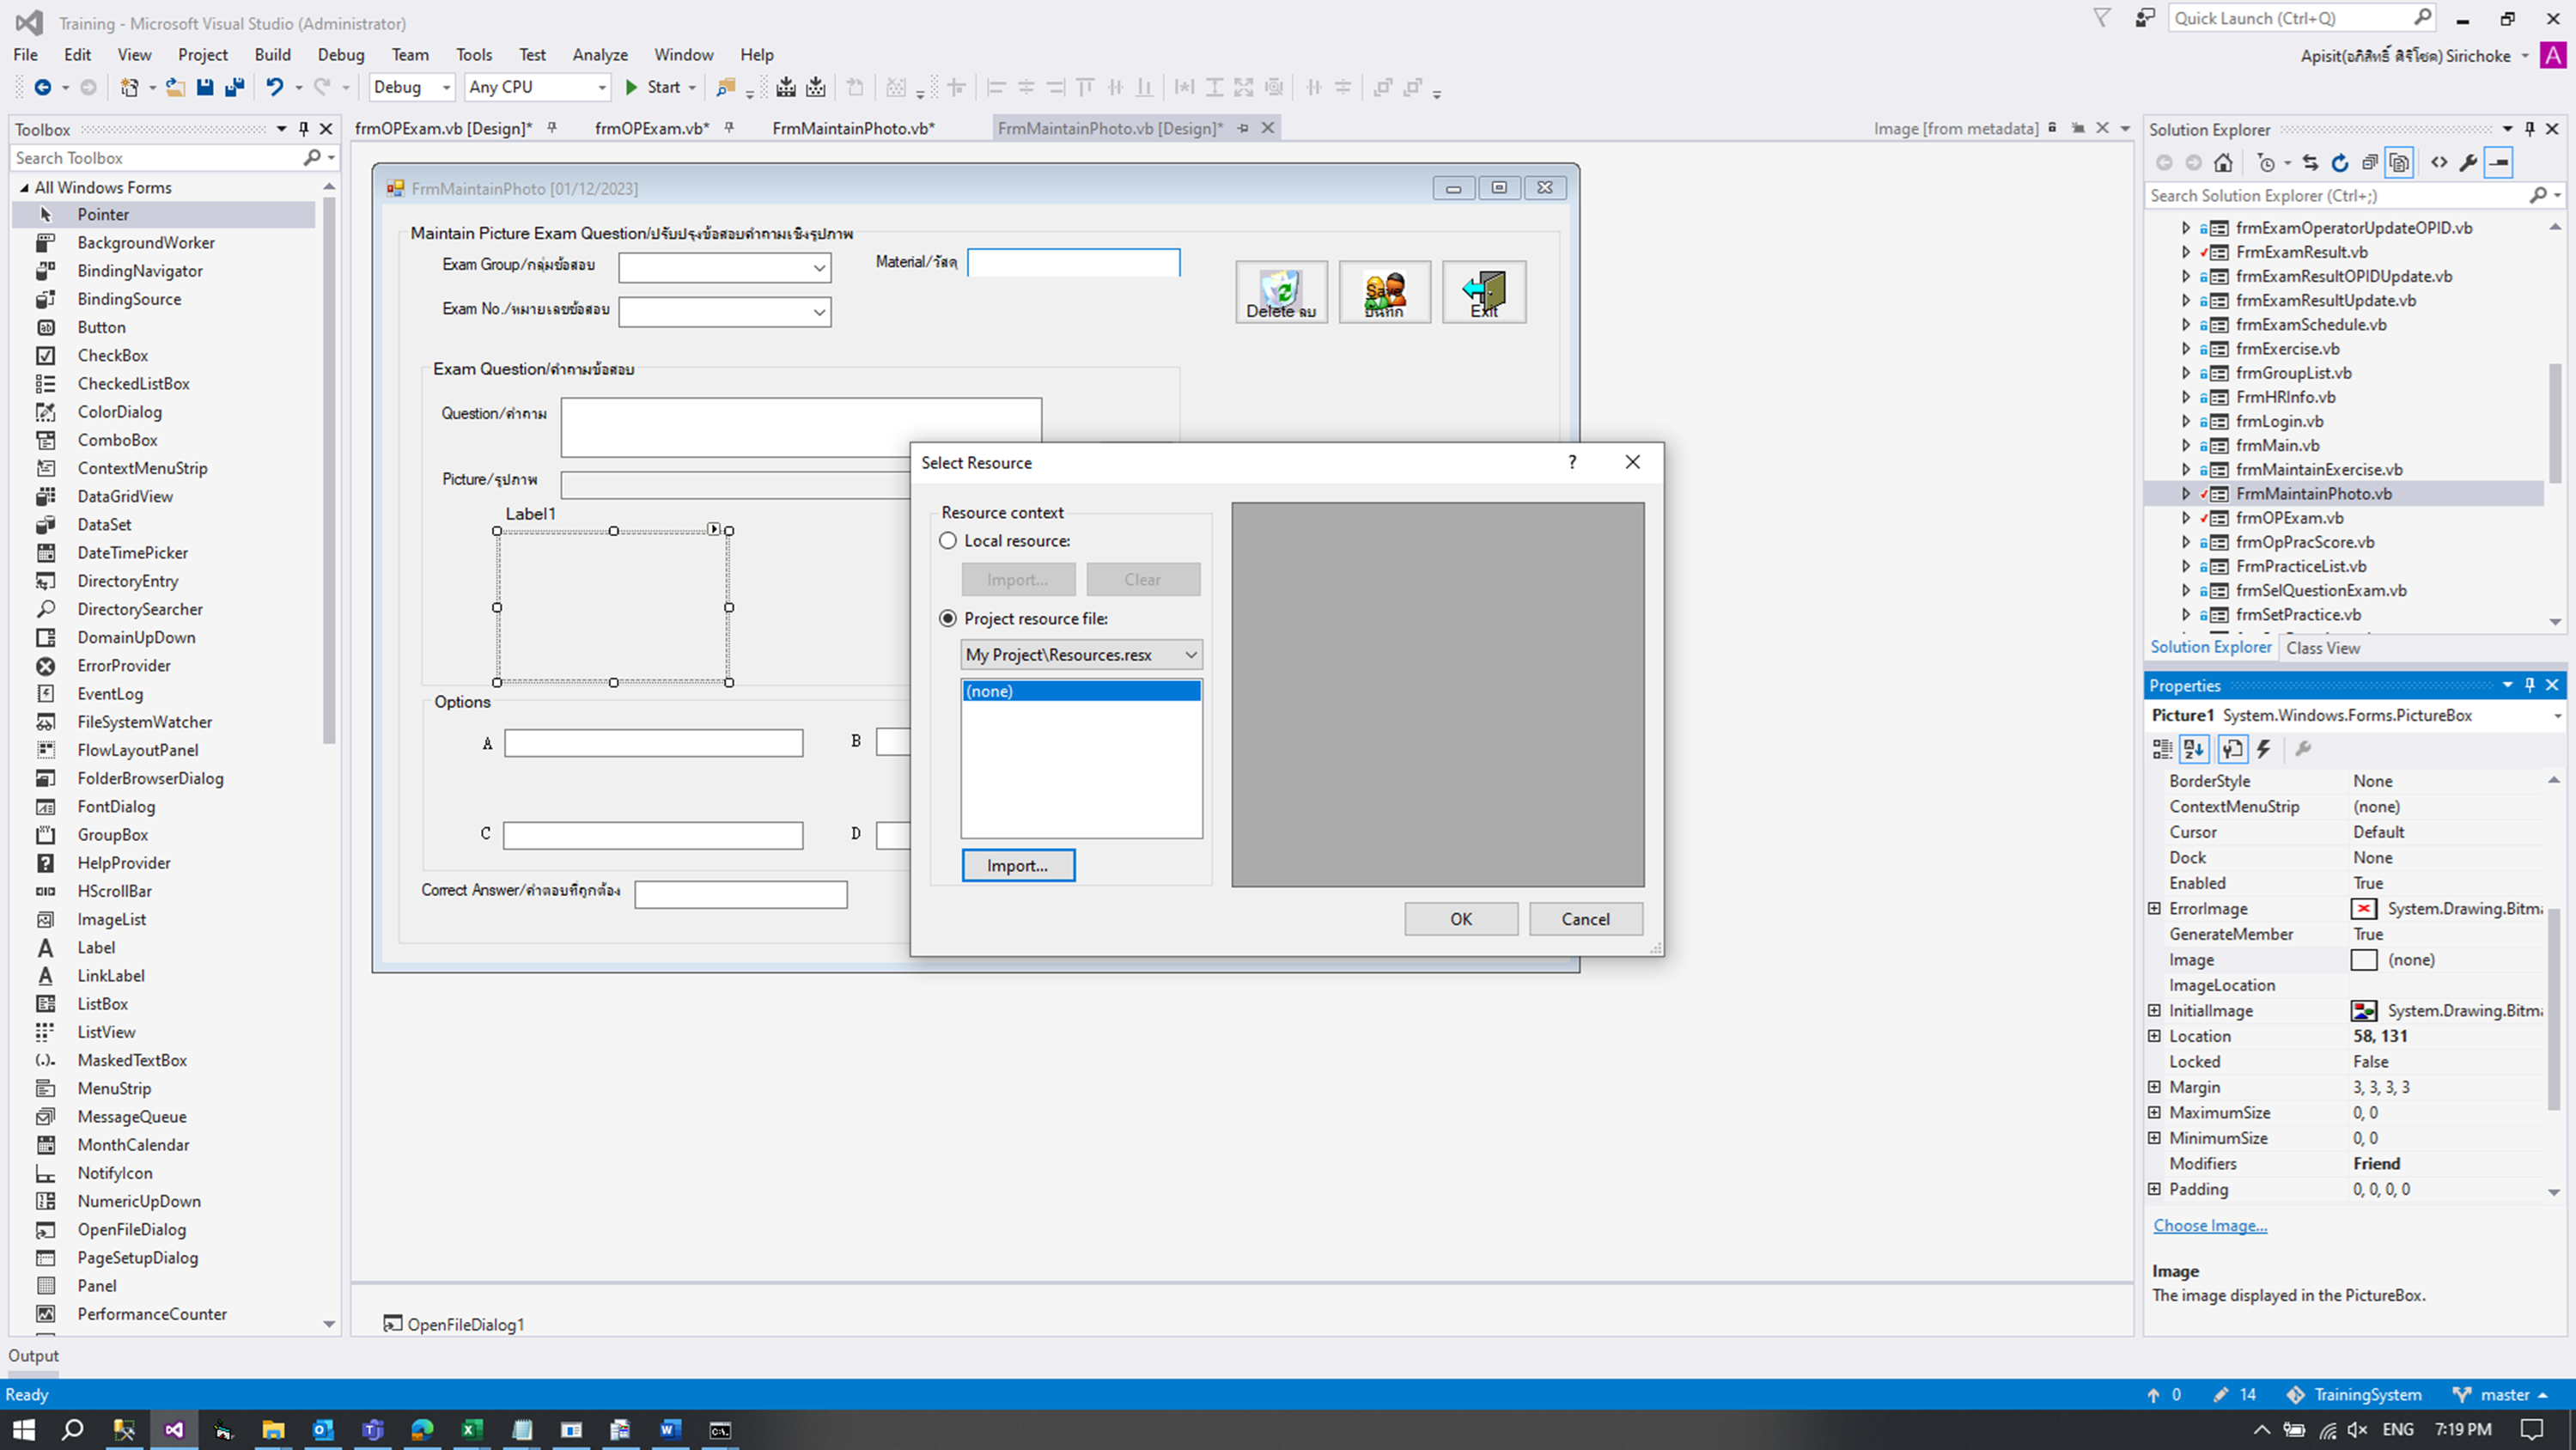 Training - Microsoft Visual Studio (Administrator)
Quick Launch (Ctrl+Q)
File Edit View Project Build Debug Team Tools Test Analyze Window Help
Apisit(อภิสิทธิ์ ศิริโชค) Sirichoke
A
Debug
Any CPU
Start
Toolbox
Search Toolbox
All Windows Forms
Pointer
BackgroundWorker
BindingNavigator
BindingSource
Button
CheckBox
CheckedListBox
ColorDialog
ComboBox
ContextMenuStrip
DataGridView
DataSet
DateTimePicker
DirectoryEntry
DirectorySearcher
DomainUpDown
ErrorProvider
EventLog
FileSystemWatcher
FlowLayoutPanel
FolderBrowserDialog
FontDialog
GroupBox
HelpProvider
HScrollBar
ImageList
Label
LinkLabel
ListBox
ListView
MaskedTextBox
MenuStrip
MessageQueue
MonthCalendar
NotifyIcon
NumericUpDown
OpenFileDialog
PageSetupDialog
Panel
PerformanceCounter
frmOPExam.vb [Design]*
frmOPExam.vb*
FrmMaintainPhoto.vb*
FrmMaintainPhoto.vb [Design]*
Image [from metadata]
FrmMaintainPhoto [01/12/2023]
Maintain Picture Exam Question/ปรับปรุงข้อสอบคำถามเชิงรูปภาพ
Exam Group/กลุ่มข้อสอบ
Material/วัสดุ
Exam No./หมายเลขข้อสอบ
Delete ลบ
Save
บันทึก
Exit
Exam Question/คำถามข้อสอบ
Question/คำถาม
Picture/รูปภาพ
Label1
Options
A
B
C
D
Correct Answer/คำตอบที่ถูกต้อง
Select Resource
?
Resource context
Local resource:
Import...
Clear
Project resource file:
My Project\Resources.resx
(none)
Import...
OK
Cancel
OpenFileDialog1
Solution Explorer
Search Solution Explorer (Ctrl+;)
frmExamOperatorUpdateOPID.vb
FrmExamResult.vb
frmExamResultOPIDUpdate.vb
frmExamResultUpdate.vb
frmExamSchedule.vb
frmExercise.vb
frmGroupList.vb
FrmHRInfo.vb
frmLogin.vb
frmMain.vb
frmMaintainExercise.vb
FrmMaintainPhoto.vb
frmOPExam.vb
frmOpPracScore.vb
FrmPracticeList.vb
frmSelQuestionExam.vb
frmSetPractice.vb
Solution Explorer
Class View
Properties
Picture1 System.Windows.Forms.PictureBox
BorderStyle None
ContextMenuStrip (none)
Cursor Default
Dock None
Enabled True
ErrorImage System.Drawing.Bitma
GenerateMember True
Image (none)
ImageLocation
InitialImage System.Drawing.Bitma
Location 58, 131
Locked False
Margin 3, 3, 3, 3
MaximumSize 0, 0
MinimumSize 0, 0
Modifiers Friend
Padding 0, 0, 0, 0
Choose Image...
Image
The image displayed in the PictureBox.
Output
Ready
0
14
TrainingSystem
master
ENG
7:19 PM